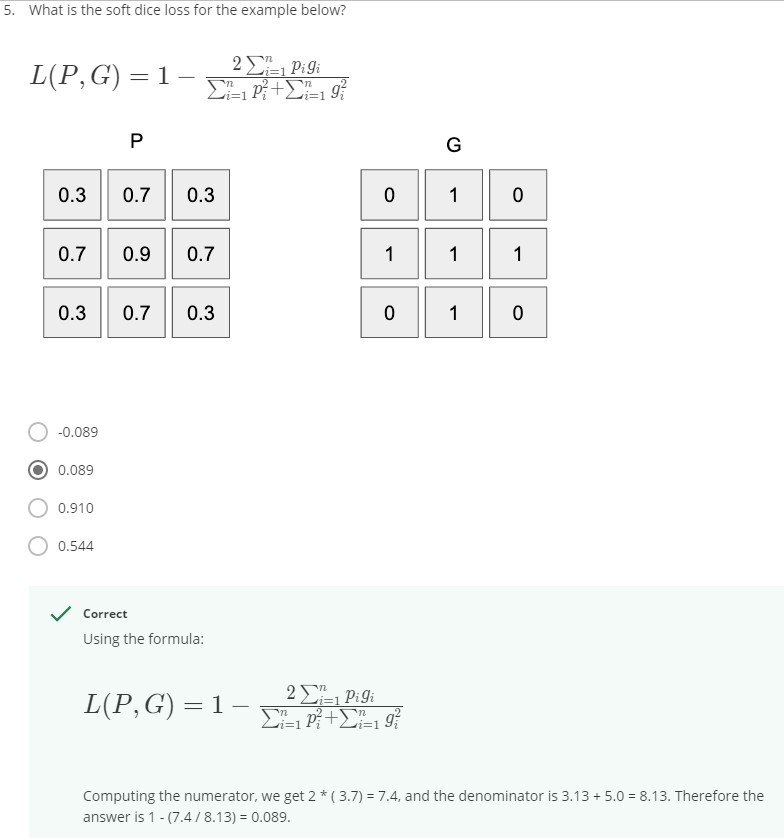 5. What is the soft dice loss for the example below?
L(P, G) = 1 − \frac{2 \sum_{i=1}^{n} p_i g_i}{\sum_{i=1}^{n} p_i^2 + \sum_{i=1}^{n} g_i^2}
P G
0.3 0.7 0.3 0 1 0
0.7 0.9 0.7 1 1 1
0.3 0.7 0.3 0 1 0
-0.089
0.089
0.910
0.544
Correct
Using the formula:
L(P, G) = 1 − \frac{2 \sum_{i=1}^{n} p_i g_i}{\sum_{i=1}^{n} p_i^2 + \sum_{i=1}^{n} g_i^2}
Computing the numerator, we get 2 * ( 3.7) = 7.4, and the denominator is 3.13 + 5.0 = 8.13. Therefore the
answer is 1 - (7.4 / 8.13) = 0.089.